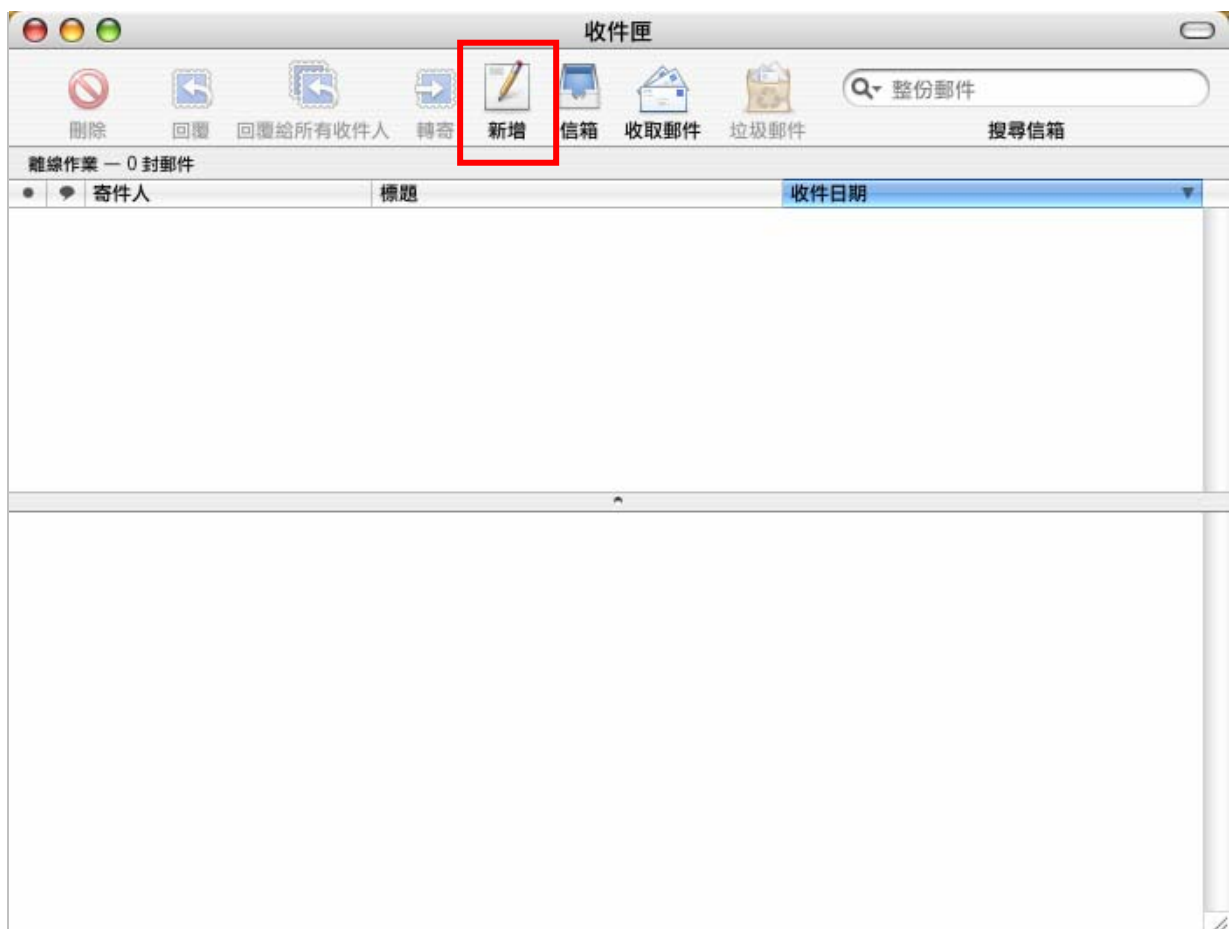 收件匣
整份郵件
刪除 回覆 回覆給所有收件人 轉寄 新增 信箱 收取郵件 垃圾郵件 搜尋信箱
離線作業 — 0 封郵件
寄件人 標題 收件日期